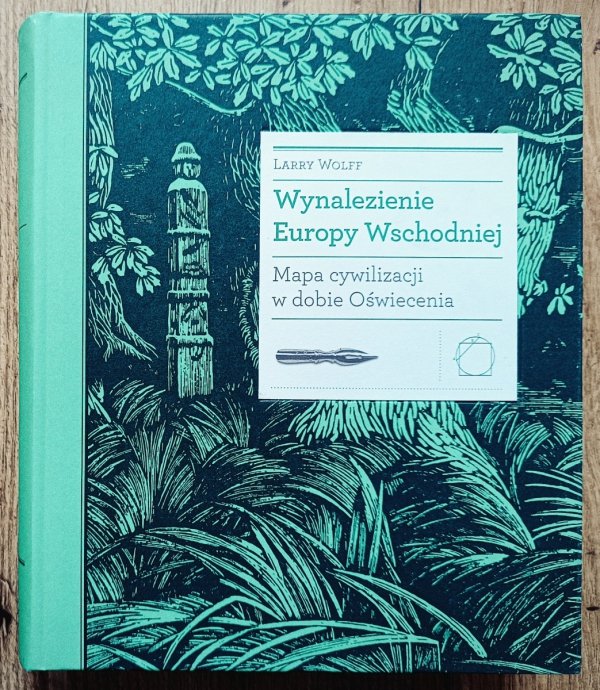 Larry Wolff
Wynalezienie
Europy Wschodniej
Mapa cywilizacji
w dobie Oświecenia